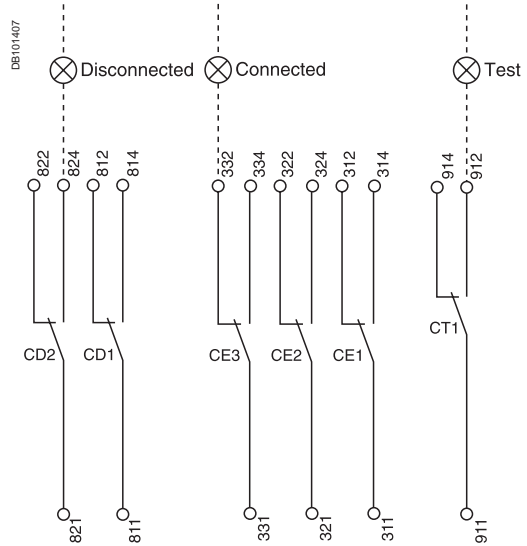 DB101407
Disconnected
Connected
Test
822
824
812
814
332
334
322
324
312
314
914
912
CD2
CD1
CE3
CE2
CE1
CT1
821
811
331
321
311
911